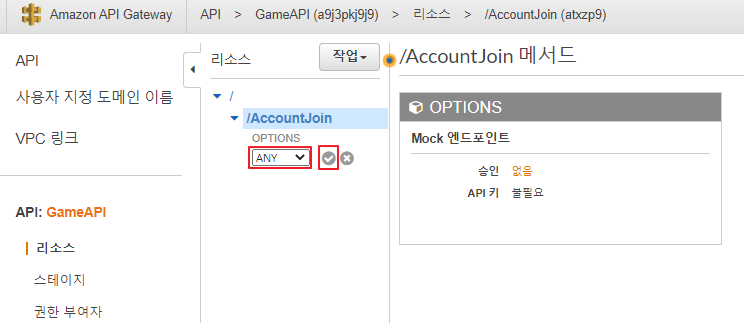 Amazon API Gateway API > GameAPI (a9j3pkj9j9) > 리소스 > /AccountJoin (atxzp9)
API
사용자 지정 도메인 이름
VPC 링크
API: GameAPI
리소스
스테이지
권한 부여자
리소스 작업
/
/AccountJoin
OPTIONS
ANY
/AccountJoin 메서드
OPTIONS
Mock 엔드포인트
승인 없음
API 키 불필요